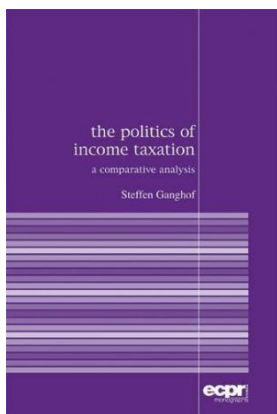 the politics of
income taxation
a comparative analysis
Steffen Ganghof
ecpr
monographs